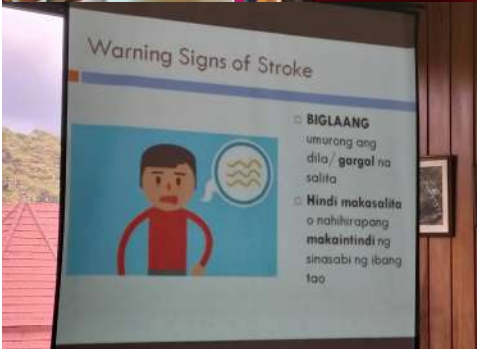 Warning Signs of Stroke
BIGLAANG
umurong ang
dila/ gargol na
salita
Hindi makasalita
o nahihirapang
makaintindi ng
sinasabi ng ibang
tao